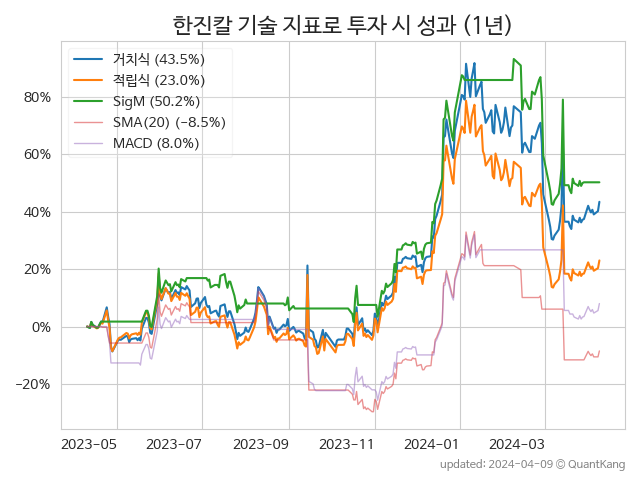 한진칼 기술 지표로 투자 시 성과 (1년)
거치식 (43.5%)
적립식 (23.0%)
SigM (50.2%)
SMA(20) (−8.5%)
MACD (8.0%)
80%
60%
40%
20%
0%
−20%
2023-05
2023-07
2023-09
2023-11
2024-01
2024-03
updated: 2024-04-09 © QuantKang